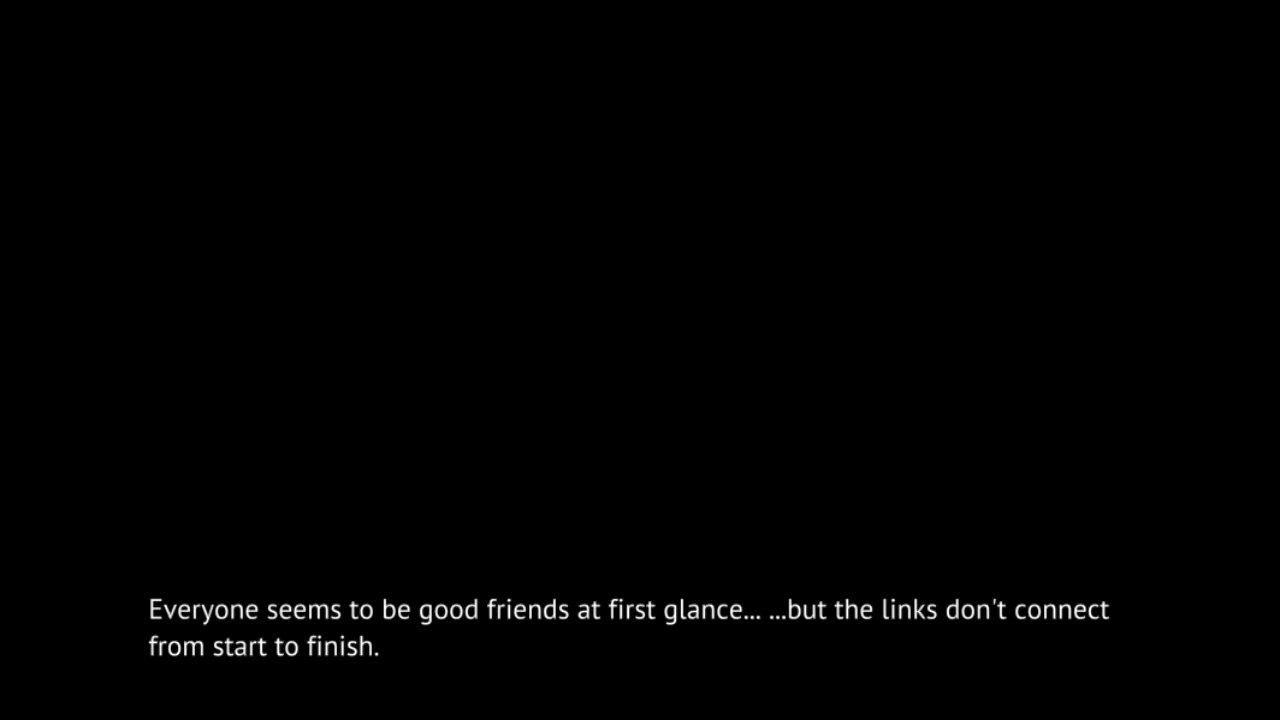 Everyone seems to be good friends at first glance... ...but the links don't connect
from start to finish.